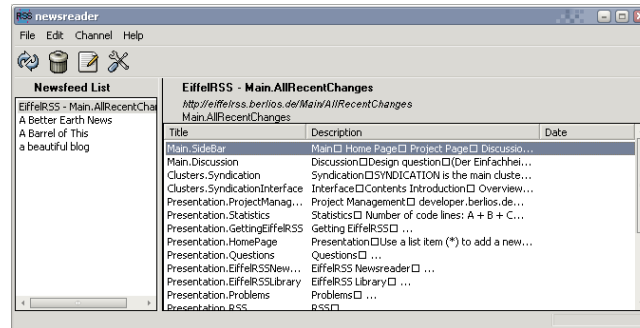 RSS newsreader
File Edit Channel Help
Newsfeed List
EiffelRSS - Main.AllRecentChan
A Better Earth News
A Barrel of This
a beautiful blog
EiffelRSS - Main.AllRecentChanges
http://eiffelrss.berlios.de/Main/AllRecentChanges
Main.AllRecentChanges
Title Description Date
Main.SideBar Main□ Home Page□ Project Page□ Discussio...
Main.Discussion Discussion□Design question□(Der Einfachhei...
Clusters.Syndication Syndication□SYNDICATION is the main cluste...
Clusters.SyndicationInterface Interface□Contents Introduction□ Overview...
Presentation.ProjectManag... Project Management□ developer.berlios.de...
Presentation.Statistics Statistics□ Number of code lines: A + B + C...
Presentation.GettingEiffelRSS Getting EiffelRSS□ ...
Presentation.HomePage Presentation□Use a list item (*) to add a new...
Presentation.Questions Questions□ ...
Presentation.EiffelRSSNew... EiffelRSS Newsreader□ ...
Presentation.EiffelRSSLibrary EiffelRSS Library□ ...
Presentation.Problems Problems□ ...
Presentation.RSS RSS□